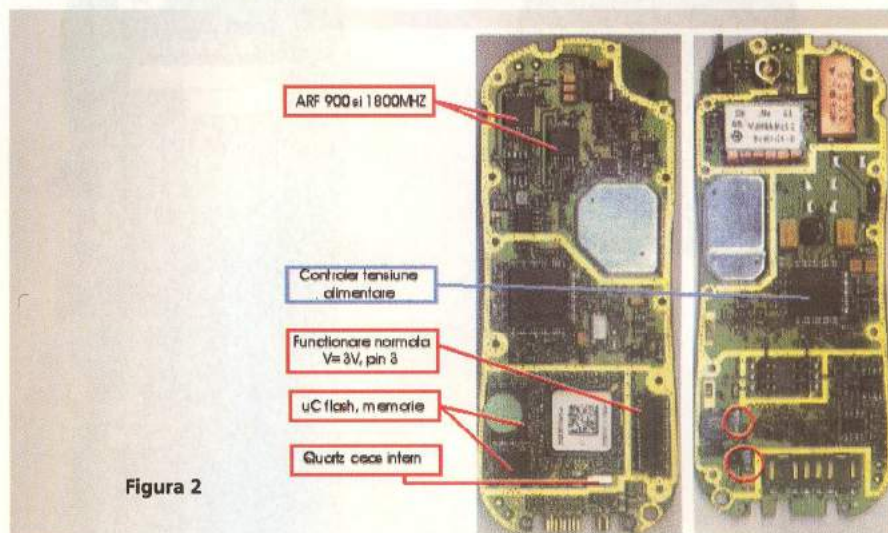 ARF 900 si 1800MHZ
Controler tensiune
alimentare
Functionare normala
V=3V, pin 3
uC flash, memorie
Quartz ceas intern
Figura 2